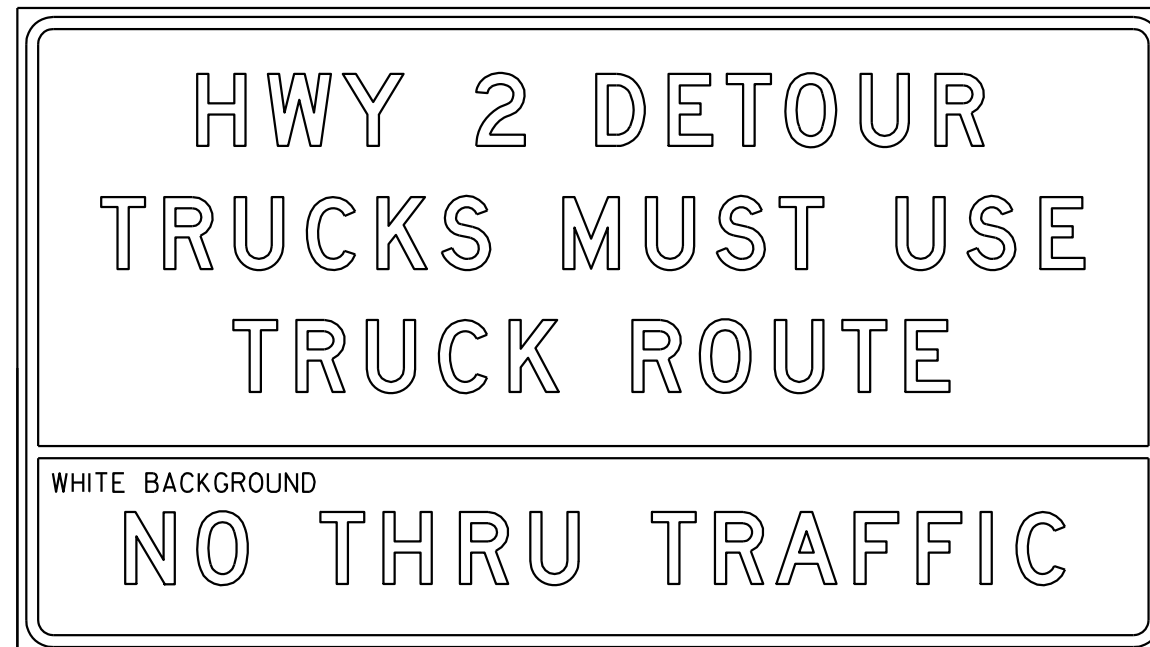 HWY 2 DETOUR
TRUCKS MUST USE
TRUCK ROUTE
WHITE BACKGROUND
NO THRU TRAFFIC